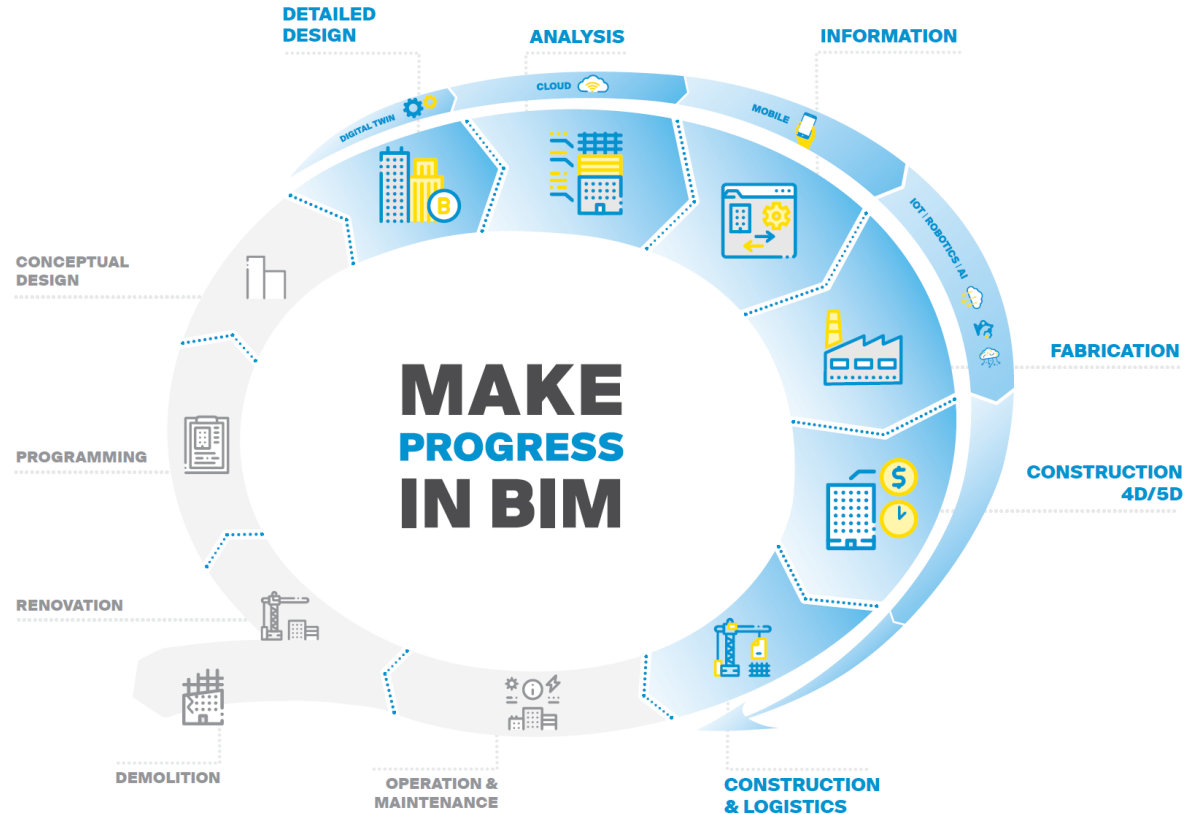 DETAILED
DESIGN
ANALYSIS
INFORMATION
DIGITAL TWIN
CLOUD
MOBILE
IOT | ROBOTICS | AI
B
CONCEPTUAL
DESIGN
FABRICATION
MAKE
PROGRESS
IN BIM
PROGRAMMING
CONSTRUCTION
4D/5D
$
RENOVATION
i
DEMOLITION
OPERATION &
MAINTENANCE
CONSTRUCTION
& LOGISTICS